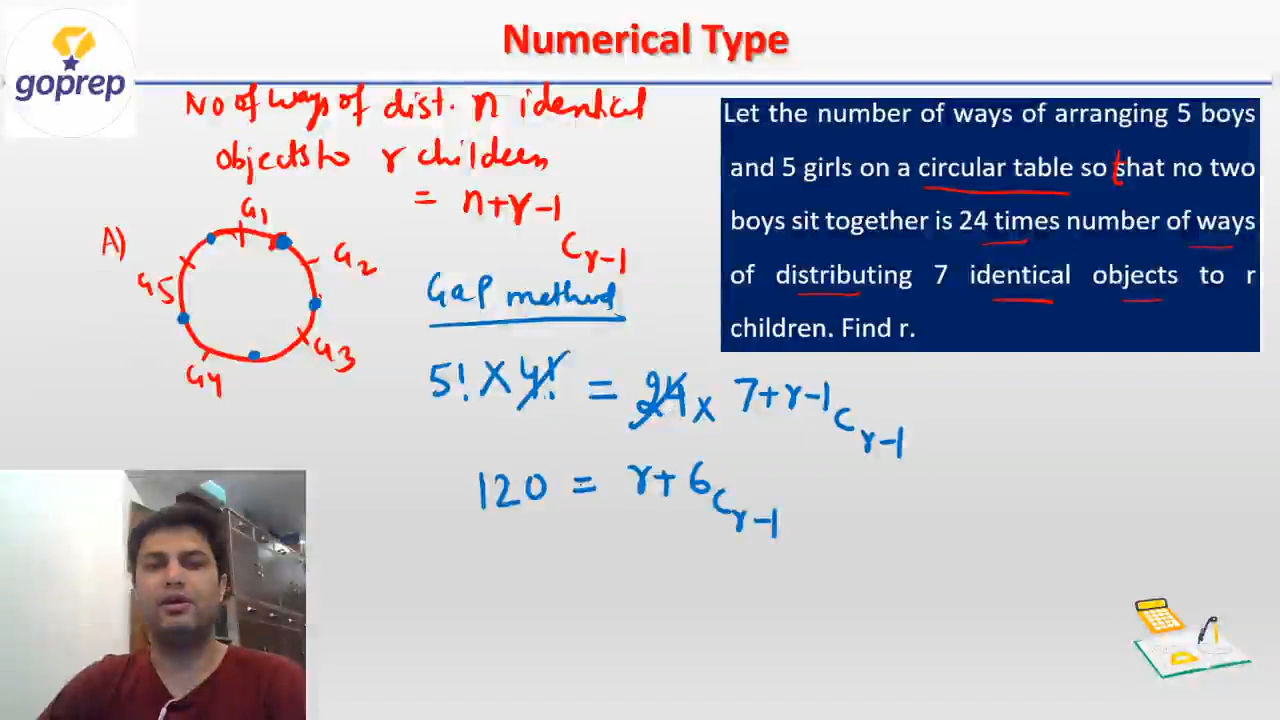 Numerical Type
goprep
No of ways of dist. n identical
objects to r children
= n+r-1
C r-1
A)
G1
G2
G3
G4
G5
Gap method
5! × 4! = 24 × 7+r-1 C r-1
120 = r+6 C r-1
Let the number of ways of arranging 5 boys
and 5 girls on a circular table so that no two
boys sit together is 24 times number of ways
of distributing 7 identical objects to r
children. Find r.